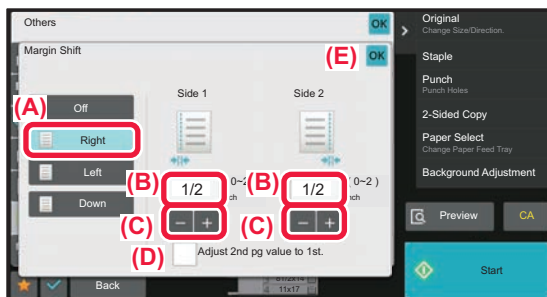 Others
OK
Margin Shift
(E)
OK
(A)
Off
Right
Left
Down
Side 1
Side 2
(B)
1/2
(B)
1/2
( 0~2 )
(C)
− +
(C)
− +
(D)
Adjust 2nd pg value to 1st.
Back
11x17
Original
Change Size/Direction.
Staple
Punch
Punch Holes
2-Sided Copy
Paper Select
Change Paper Feed Tray
Background Adjustment
Preview
CA
Start